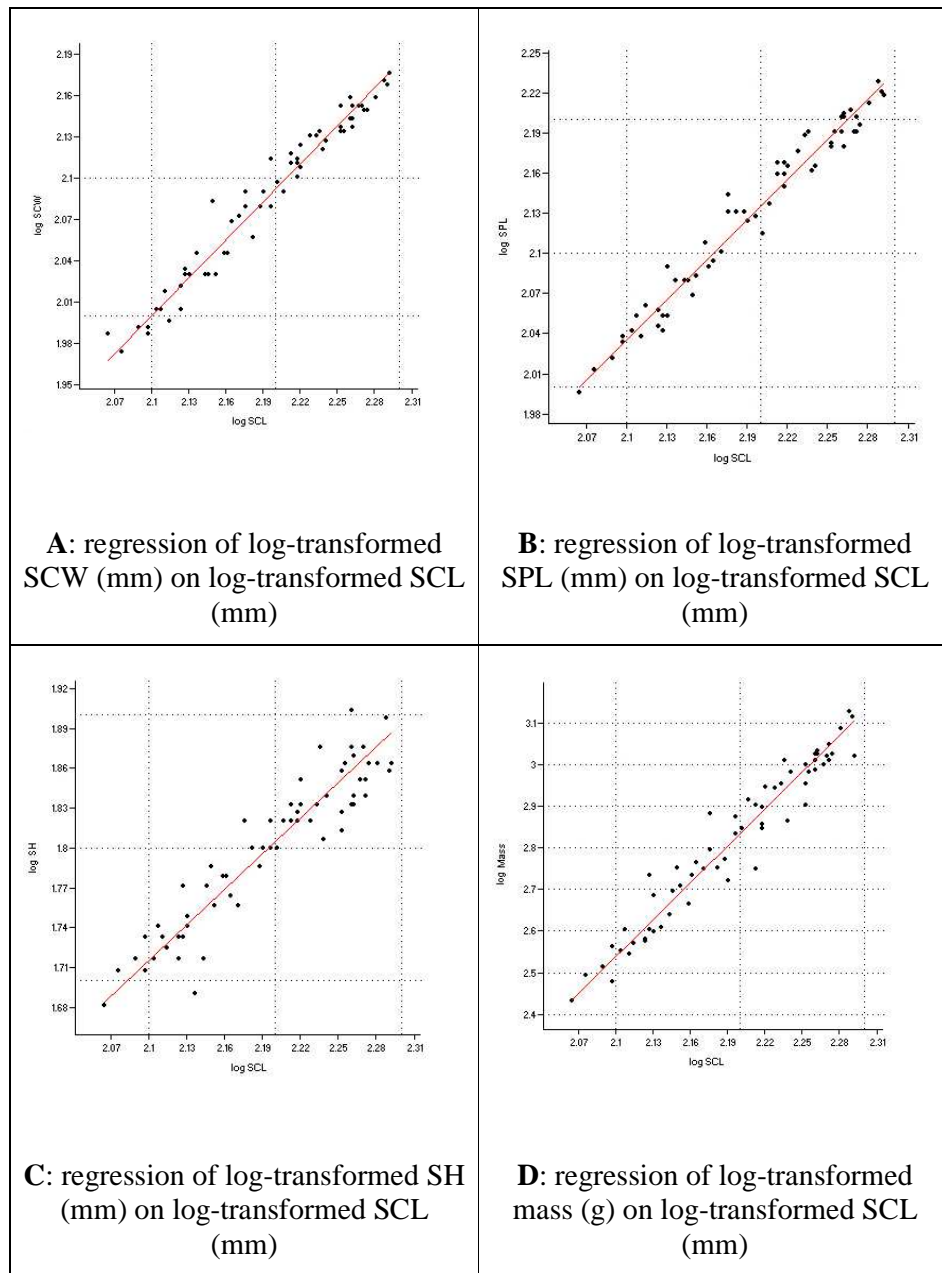 2.19
2.16
2.13
2.1
2.07
2.04
2.01
1.98
1.95
log SCW
2.07 2.1 2.13 2.16 2.19 2.22 2.25 2.28 2.31
log SCL
A: regression of log-transformed
SCW (mm) on log-transformed SCL
(mm)
2.25
2.22
2.19
2.16
2.13
2.1
2.07
2.04
2.01
1.98
log SPL
2.07 2.1 2.13 2.16 2.19 2.22 2.25 2.28 2.31
log SCL
B: regression of log-transformed
SPL (mm) on log-transformed SCL
(mm)
1.92
1.89
1.86
1.83
1.8
1.77
1.74
1.71
1.68
log SH
2.07 2.1 2.13 2.16 2.19 2.22 2.25 2.28 2.31
log SCL
C: regression of log-transformed SH
(mm) on log-transformed SCL
(mm)
3.1
3
2.9
2.8
2.7
2.6
2.5
2.4
log Mass
2.07 2.1 2.13 2.16 2.19 2.22 2.25 2.28 2.31
log SCL
D: regression of log-transformed
mass (g) on log-transformed SCL
(mm)